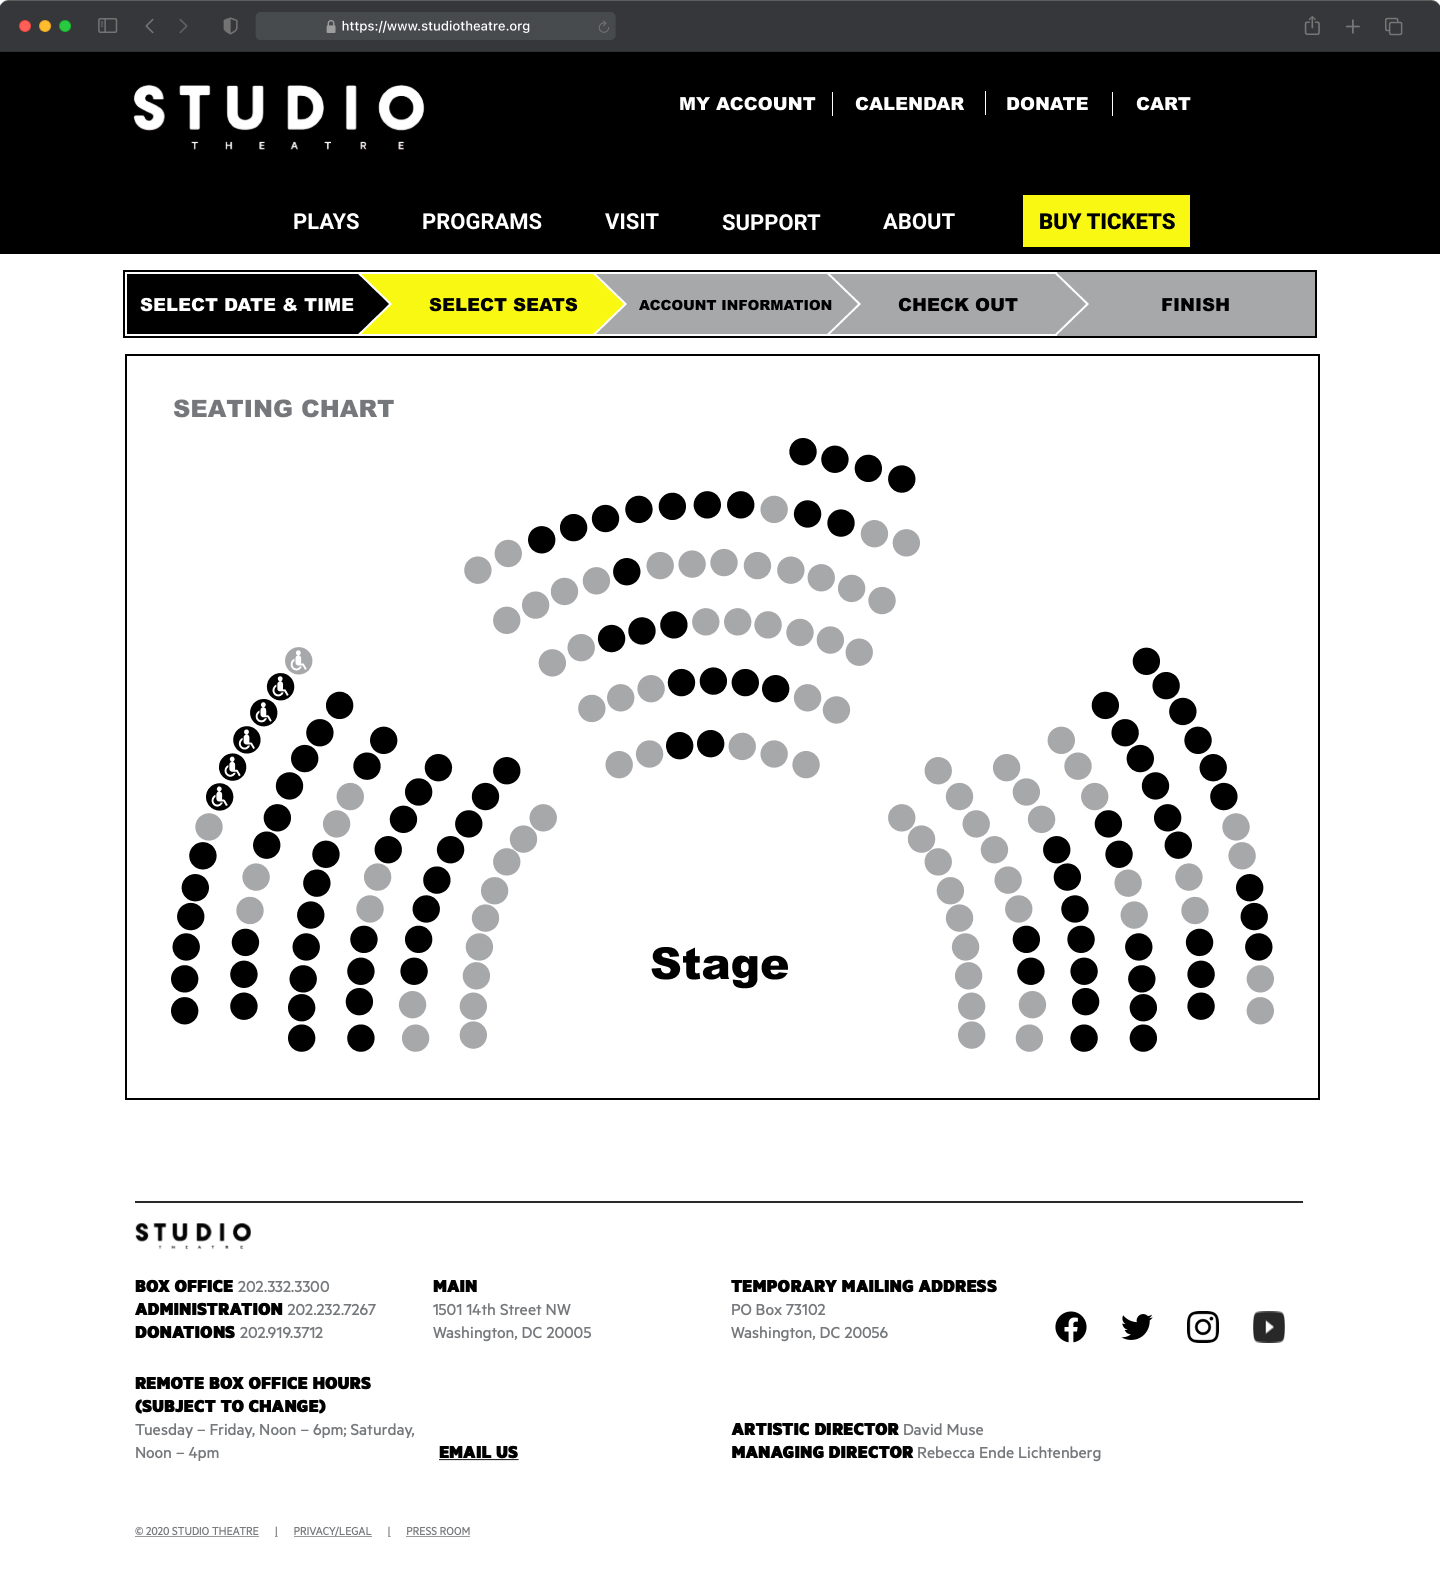 https://www.studiotheatre.org
STUDIO
THEATRE
MY ACCOUNT
CALENDAR
DONATE
CART
PLAYS
PROGRAMS
VISIT
SUPPORT
ABOUT
BUY TICKETS
SELECT DATE & TIME
SELECT SEATS
ACCOUNT INFORMATION
CHECK OUT
FINISH
SEATING CHART
Stage
STUDIO
THEATRE
BOX OFFICE 202.332.3300
ADMINISTRATION 202.232.7267
DONATIONS 202.919.3712
MAIN
1501 14th Street NW
Washington, DC 20005
TEMPORARY MAILING ADDRESS
PO Box 73102
Washington, DC 20056
REMOTE BOX OFFICE HOURS
(SUBJECT TO CHANGE)
Tuesday – Friday, Noon – 6pm; Saturday,
Noon – 4pm
EMAIL US
ARTISTIC DIRECTOR David Muse
MANAGING DIRECTOR Rebecca Ende Lichtenberg
© 2020 STUDIO THEATRE | PRIVACY/LEGAL | PRESS ROOM